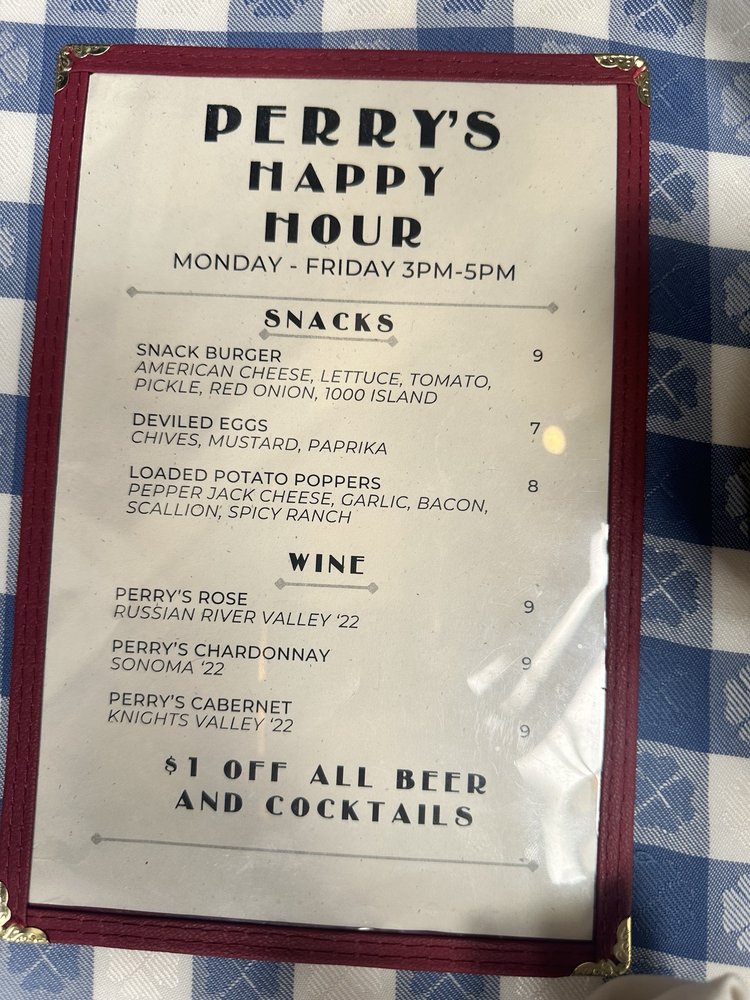 PERRY'S
HAPPY
HOUR
MONDAY - FRIDAY 3PM-5PM
SNACKS
SNACK BURGER 9
AMERICAN CHEESE, LETTUCE, TOMATO,
PICKLE, RED ONION, 1000 ISLAND
DEVILED EGGS 7
CHIVES, MUSTARD, PAPRIKA
LOADED POTATO POPPERS 8
PEPPER JACK CHEESE, GARLIC, BACON,
SCALLION, SPICY RANCH
WINE
PERRY'S ROSE 9
RUSSIAN RIVER VALLEY '22
PERRY'S CHARDONNAY 9
SONOMA '22
PERRY'S CABERNET 9
KNIGHTS VALLEY '22
$1 OFF ALL BEER
AND COCKTAILS